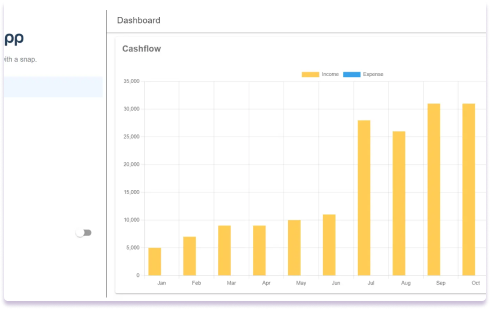 pp
with a snap.
Dashboard
Cashflow
Income Expense
35,000
30,000
25,000
20,000
15,000
10,000
5,000
0
Jan Feb Mar Apr May Jun Jul Aug Sep Oct